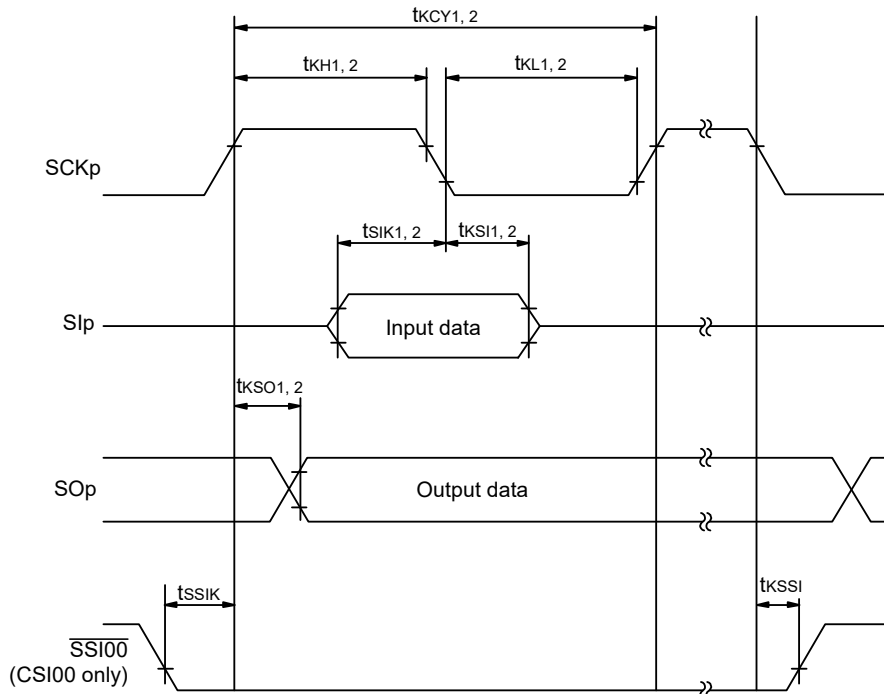 tKCY1, 2
tKH1, 2
tKL1, 2
SCKp
tSIK1, 2
tKSI1, 2
SIp
Input data
tKSO1, 2
SOp
Output data
tSSIK
tKSSI
SSI00
(CSI00 only)